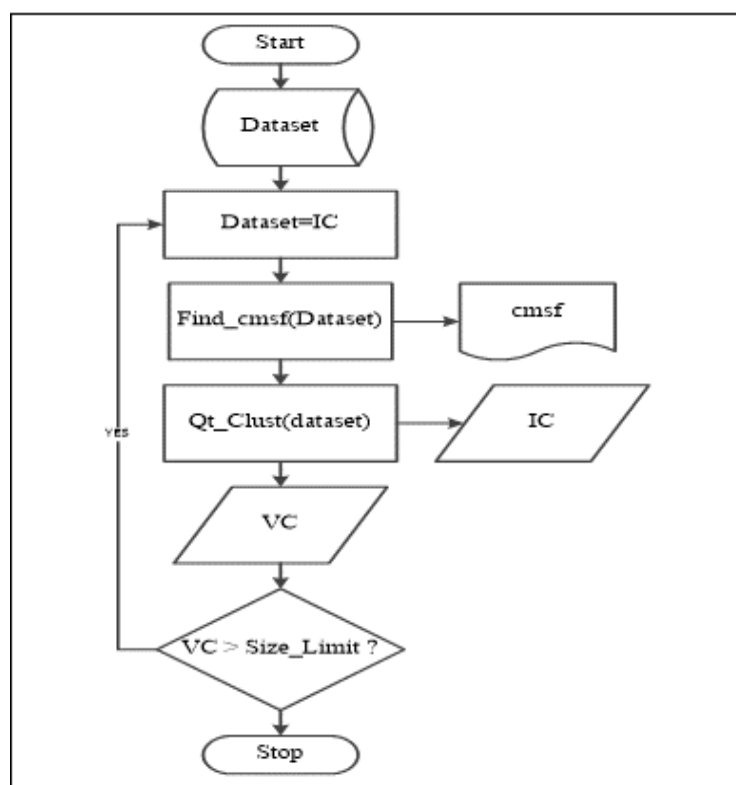 Start
Dataset
Dataset=IC
Find_cmsf(Dataset)
cmsf
Qt_Clust(dataset)
IC
YES
VC
VC > Size_Limit ?
Stop